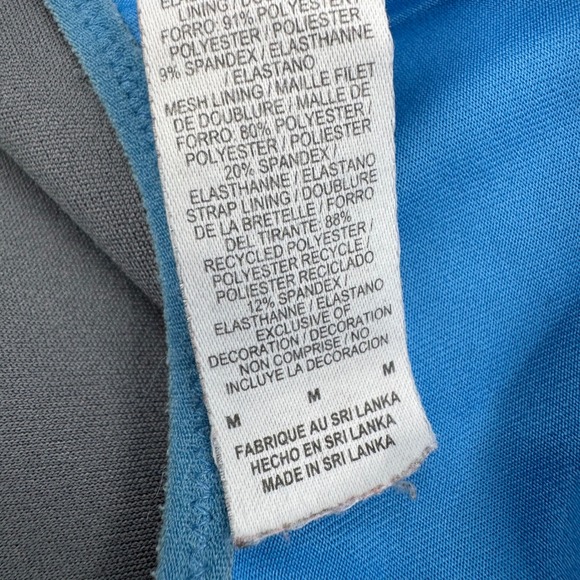 LINING / DOUBLURE /
FORRO: 91% POLYESTER /
POLYESTER / POLIESTER
9% SPANDEX / ELASTHANNE
/ ELASTANO
MESH LINING / MAILLE FILET
DE DOUBLURE / MALLE DE
FORRO: 80% POLYESTER /
POLYESTER / POLIESTER
20% SPANDEX /
ELASTHANNE / ELASTANO
STRAP LINING / DOUBLURE
DE LA BRETELLE / FORRO
DEL TIRANTE: 88%
RECYCLED POLYESTER /
POLYESTER RECYCLE /
POLIESTER RECICLADO
12% SPANDEX /
ELASTHANNE / ELASTANO
EXCLUSIVE OF
DECORATION / DECORATION
NON COMPRISE / NO
INCLUYE LA DECORACION
M M M
FABRIQUE AU SRI LANKA
HECHO EN SRI LANKA
MADE IN SRI LANKA